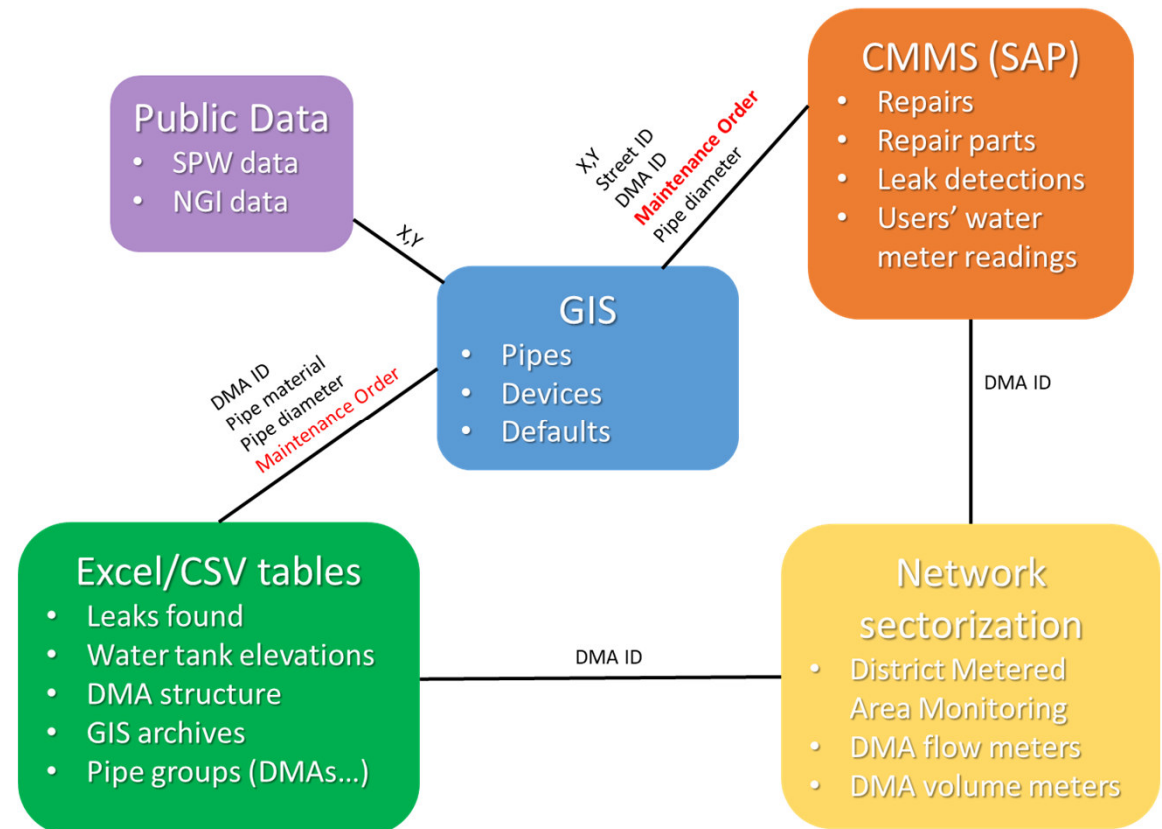 Public Data
• SPW data
• NGI data
X,Y
CMMS (SAP)
• Repairs
• Repair parts
• Leak detections
• Users’ water
meter readings
X,Y
Street ID
DMA ID
Maintenance Order
Pipe diameter
GIS
• Pipes
• Devices
• Defaults
DMA ID
Pipe material
Pipe diameter
Maintenance Order
DMA ID
Excel/CSV tables
• Leaks found
• Water tank elevations
• DMA structure
• GIS archives
• Pipe groups (DMAs...)
DMA ID
Network
sectorization
• District Metered
Area Monitoring
• DMA flow meters
• DMA volume meters